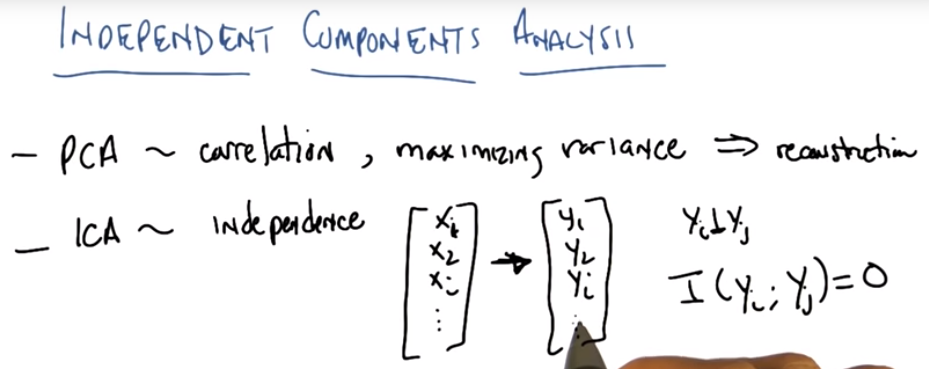 INDEPENDENT COMPONENTS ANALYSIS
- PCA ~ correlation, maximizing variance ⇒ reconstruction
- ICA ~ independence [x₁ x₂ xᵢ ⋮] → [y₁ y₂ yᵢ ⋮] yᵢ⊥yⱼ
I(yᵢ; yⱼ)=0